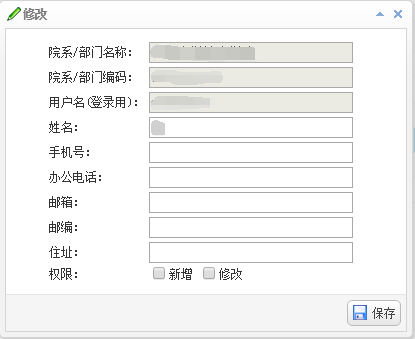 修改
院系/部门名称：
院系/部门编码：
用户名(登录用)：
姓名：
手机号：
办公电话：
邮箱：
邮编：
住址：
权限： 新增 修改
保存